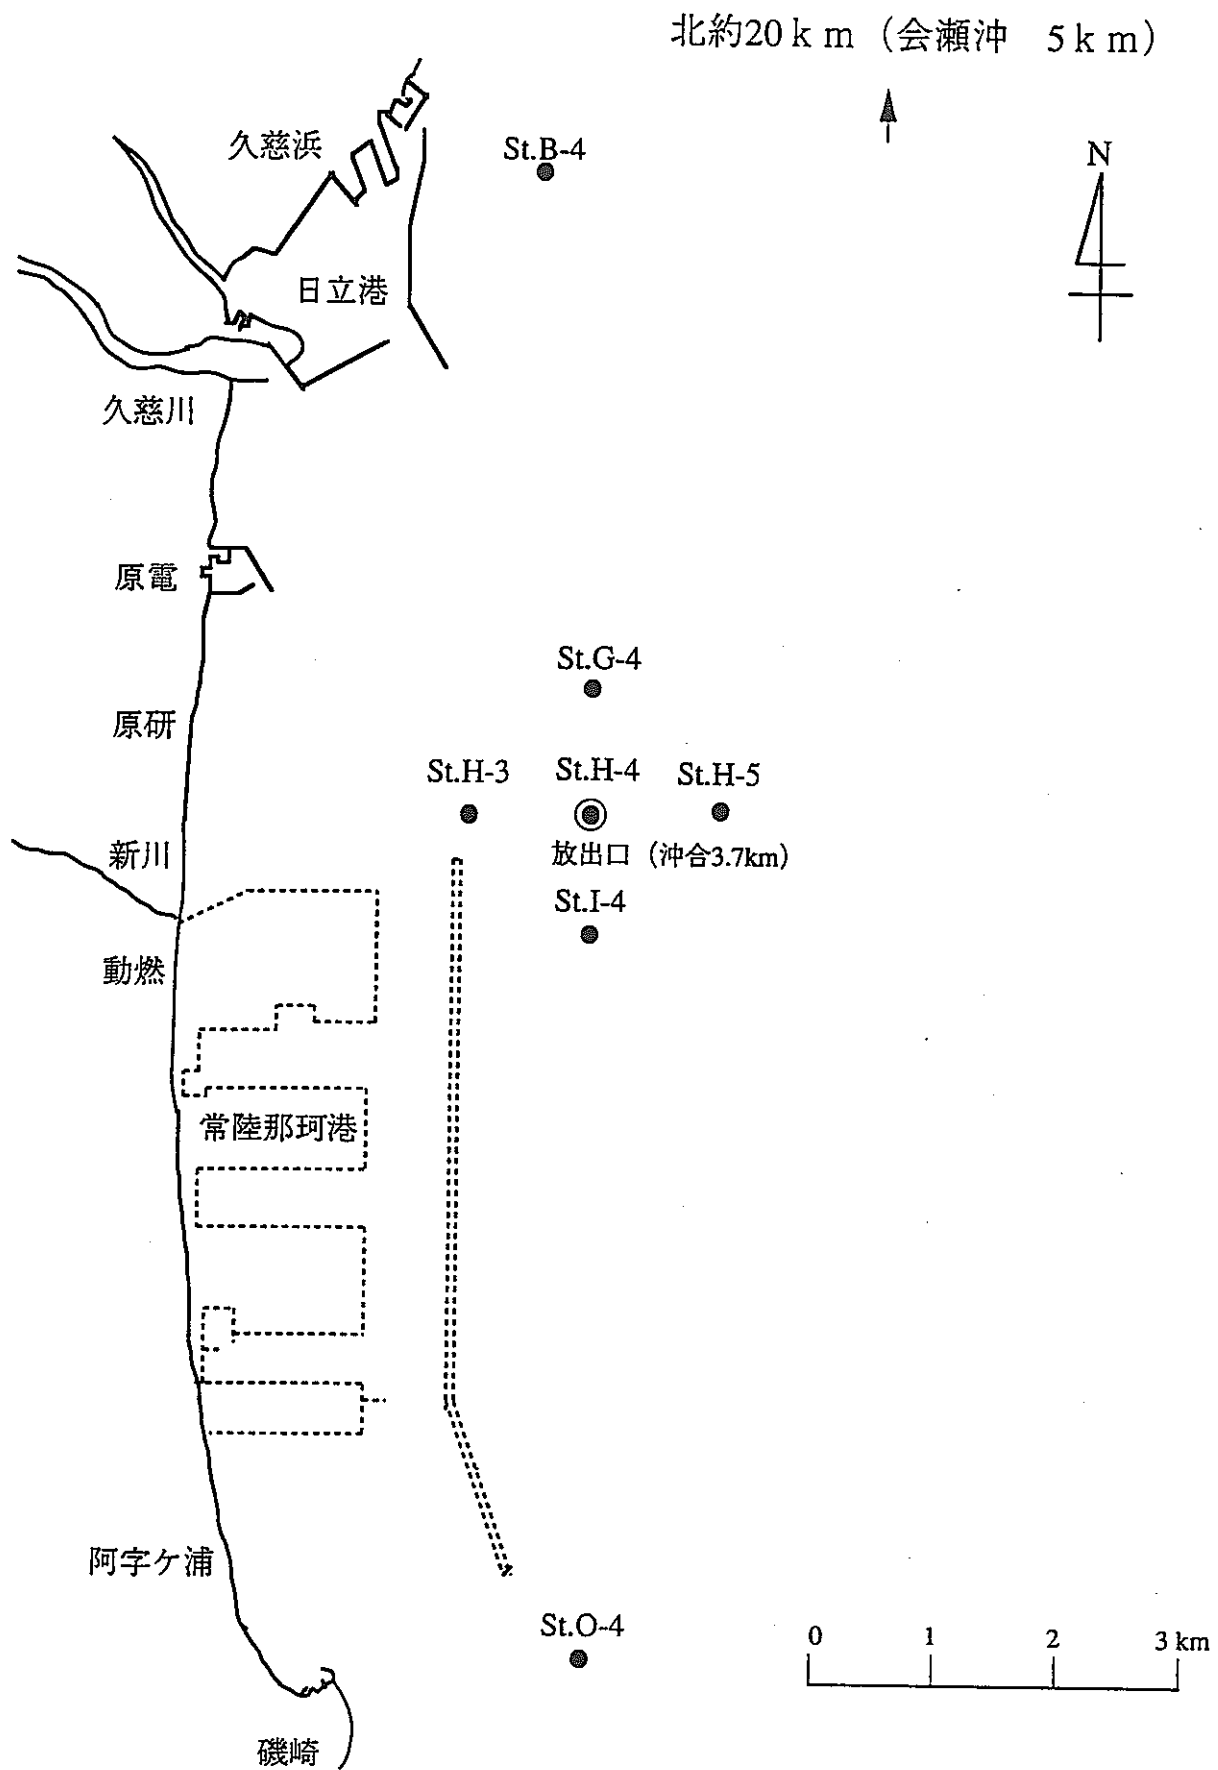 北約20ｋｍ（会瀬沖　5ｋｍ）
久慈浜
St.B-4
N
日立港
久慈川
原電
St.G-4
原研
St.H-3
St.H-4
St.H-5
放出口（沖合3.7km）
新川
St.I-4
動燃
常陸那珂港
阿字ケ浦
St.O-4
0 1 2 3 km
磯崎